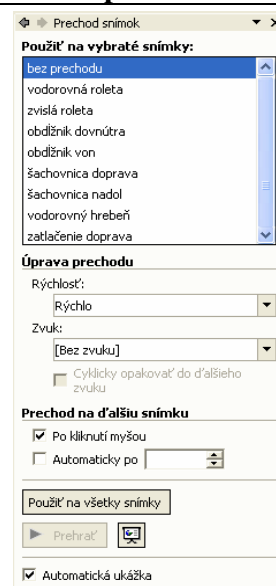 Prechod snímok
Použiť na vybraté snímky:
bez prechodu
vodorovná roleta
zvislá roleta
obdĺžnik dovnútra
obdĺžnik von
šachovnica doprava
šachovnica nadol
vodorovný hrebeň
zatlačenie doprava
Úprava prechodu
Rýchlosť:
Rýchlo
Zvuk:
[Bez zvuku]
Cyklicky opakovať do ďalšieho
zvuku
Prechod na ďalšiu snímku
Po kliknutí myšou
Automaticky po
Použiť na všetky snímky
Prehrať
Automatická ukážka